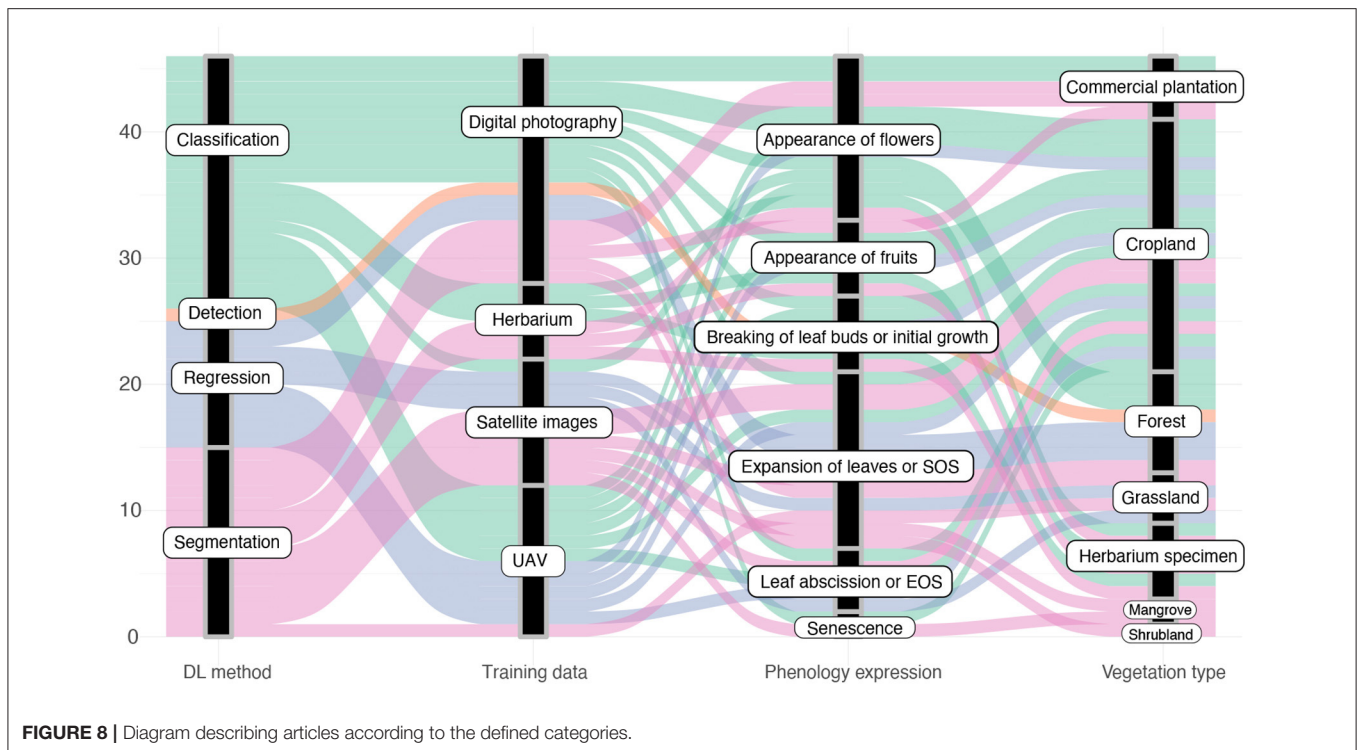 40
30
20
10
0
Classification
Detection
Regression
Segmentation
Digital photography
Herbarium
Satellite images
UAV
Appearance of flowers
Appearance of fruits
Breaking of leaf buds or initial growth
Expansion of leaves or SOS
Leaf abscission or EOS
Senescence
Commercial plantation
Cropland
Forest
Grassland
Herbarium specimen
Mangrove
Shrubland
DL method
Training data
Phenology expression
Vegetation type
FIGURE 8 | Diagram describing articles according to the defined categories.